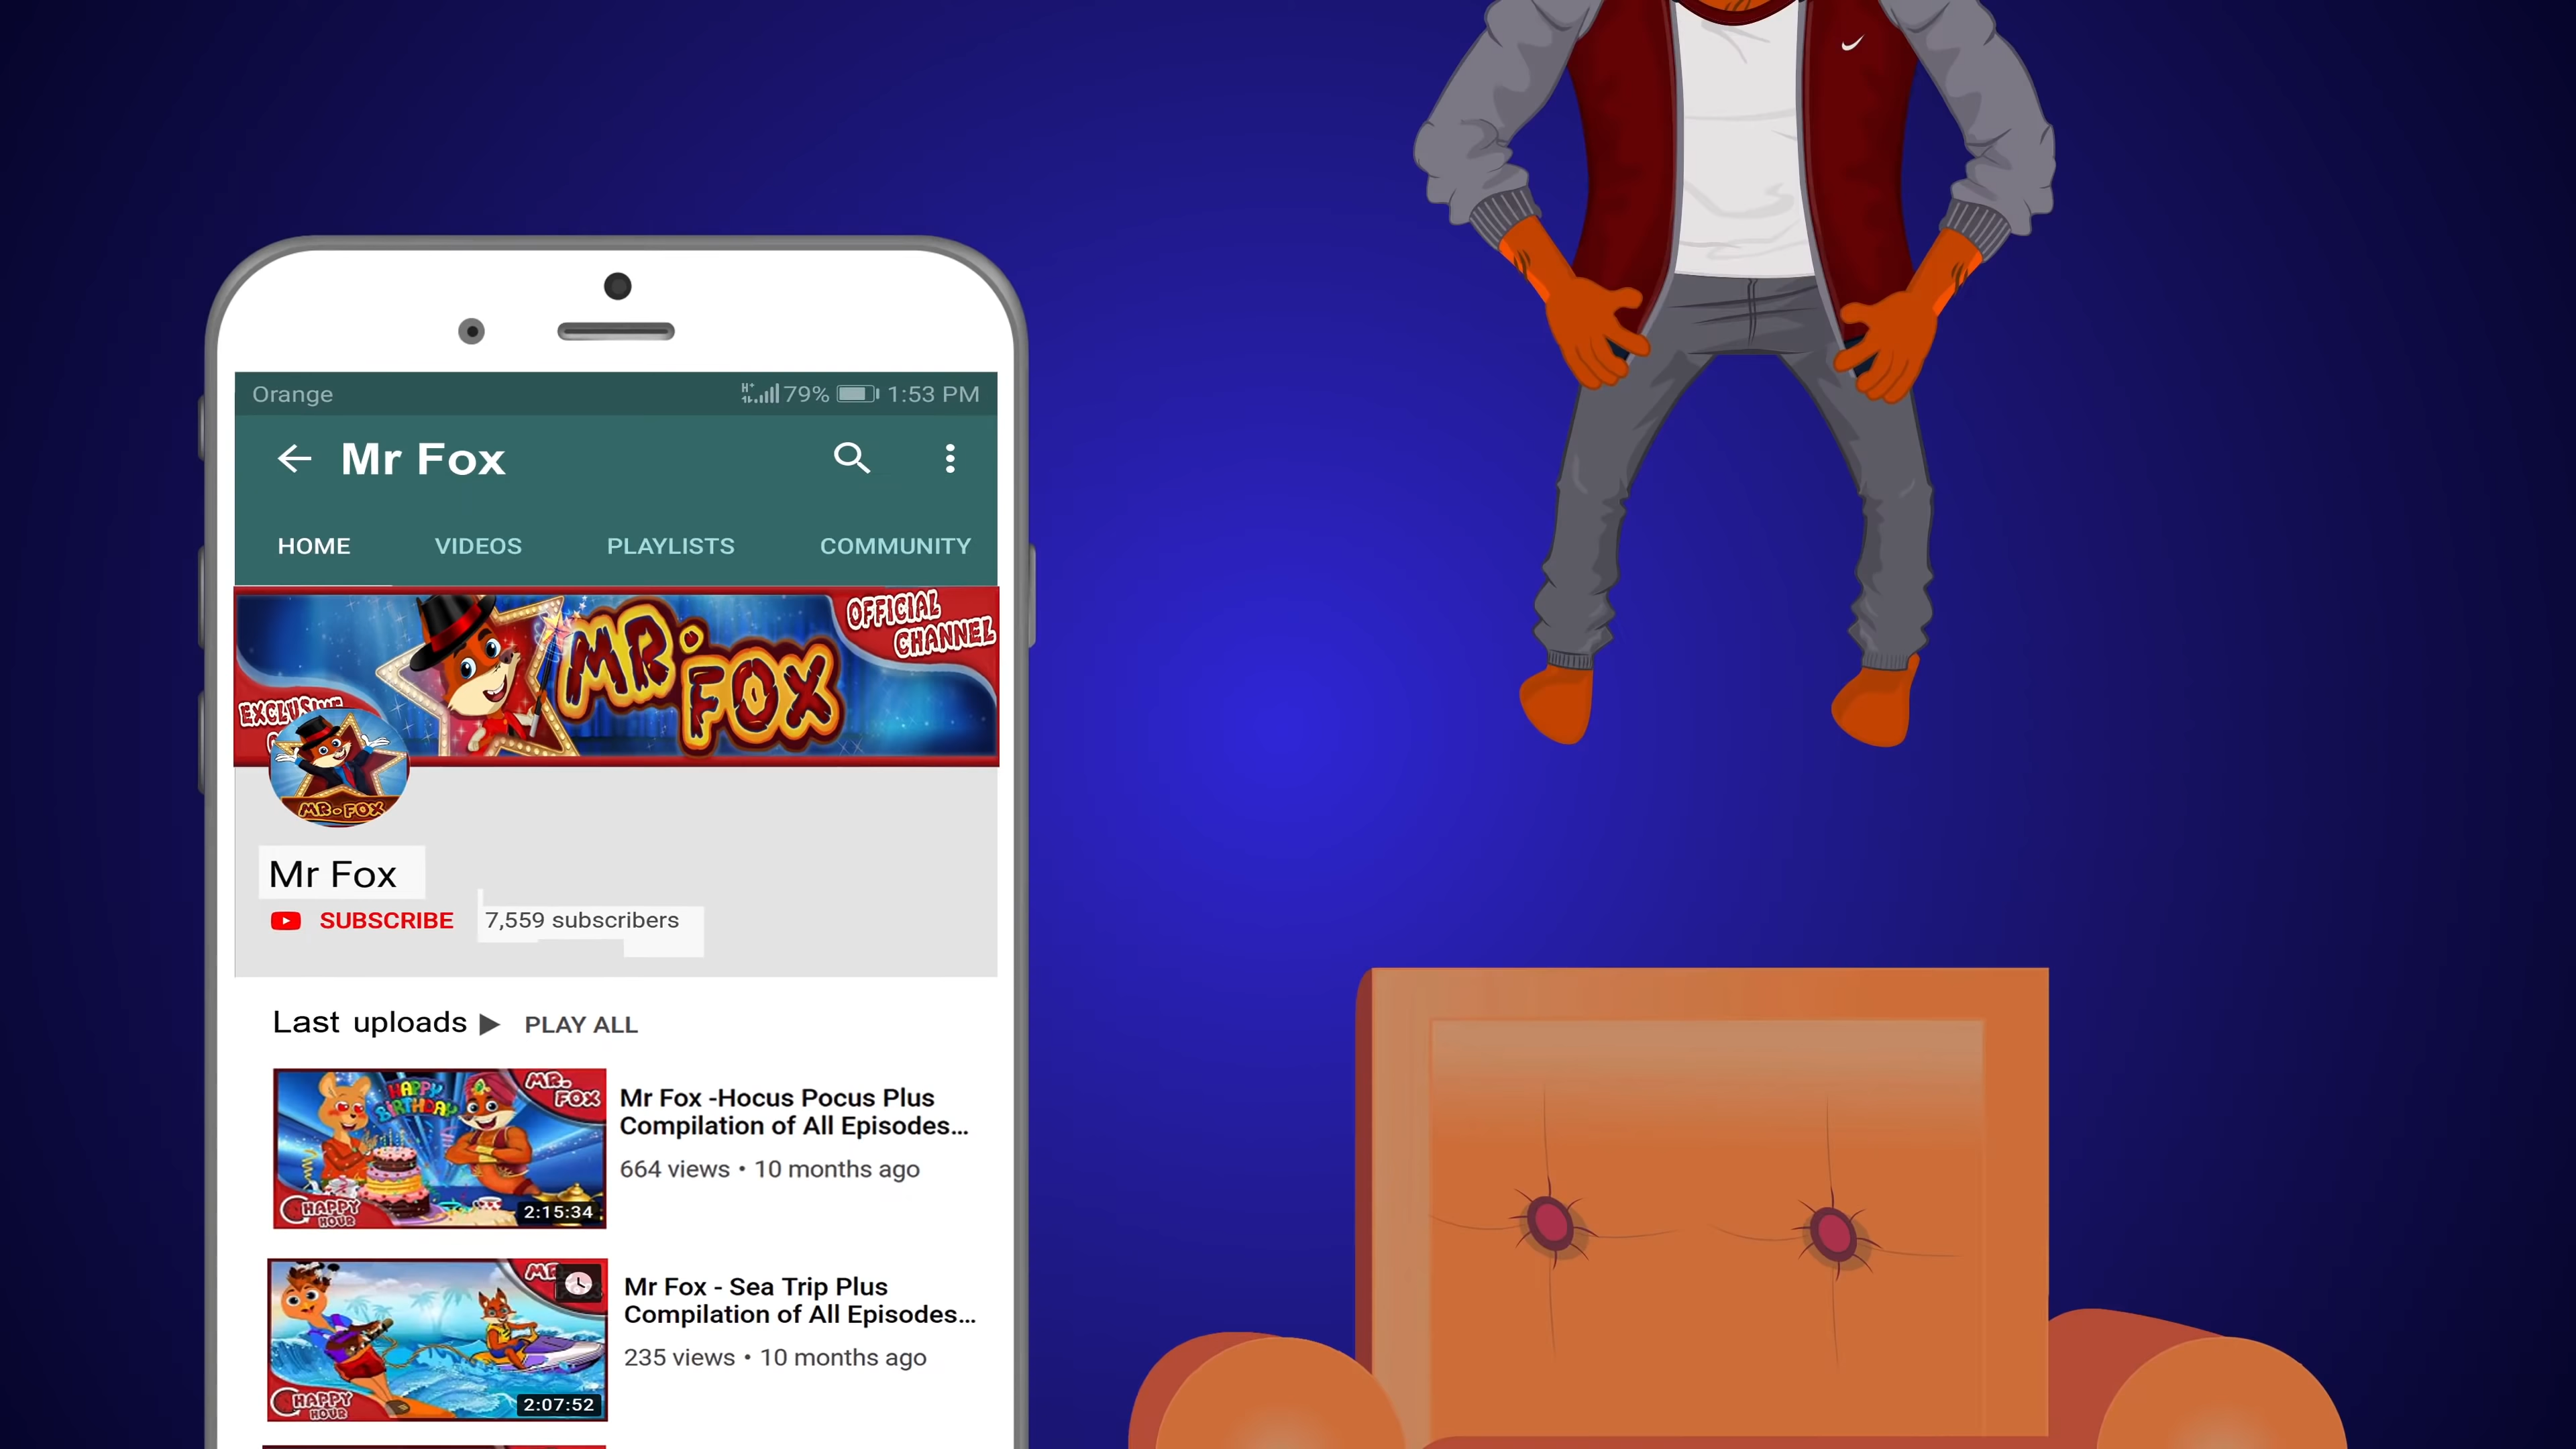 Orange
79% 1:53 PM
Mr Fox
HOME VIDEOS PLAYLISTS COMMUNITY
OFFICIAL
CHANNEL
MR.
FOX
EXCLUSIVE
MR. FOX
Mr Fox
SUBSCRIBE 7,559 subscribers
Last uploads PLAY ALL
HAPPY
BIRTHDAY
MR.
FOX
HAPPY
HOUR
2:15:34
Mr Fox -Hocus Pocus Plus
Compilation of All Episodes...
664 views • 10 months ago
HAPPY
HOUR
2:07:52
Mr Fox - Sea Trip Plus
Compilation of All Episodes...
235 views • 10 months ago